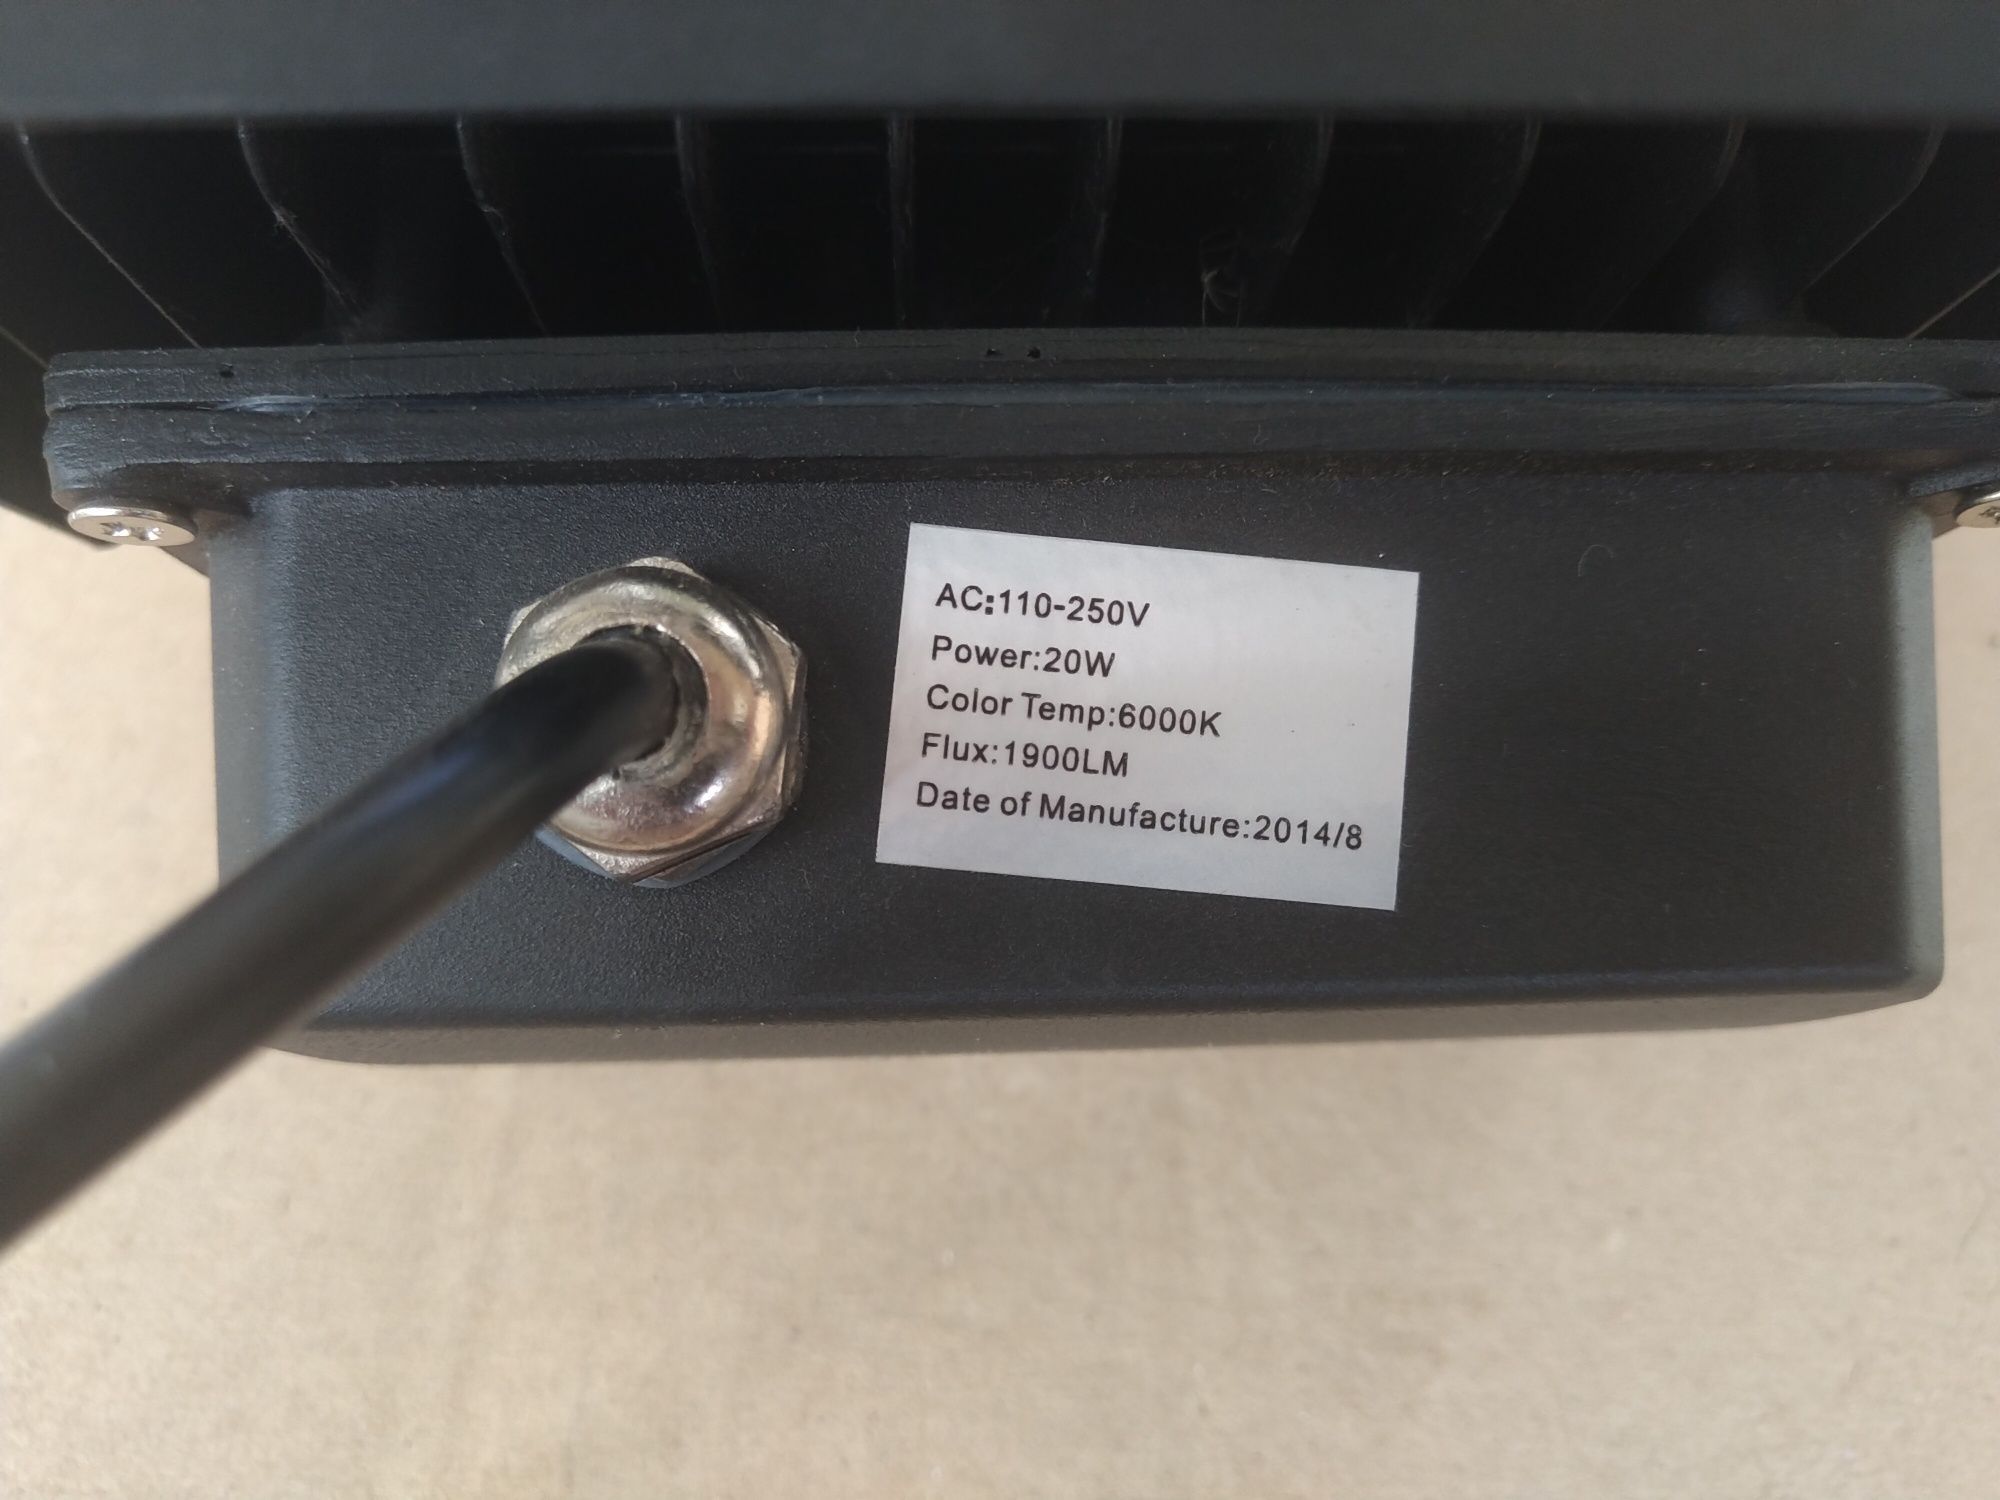 AC:110-250V
Power:20W
Color Temp:6000K
Flux:1900LM
Date of Manufacture:2014/8